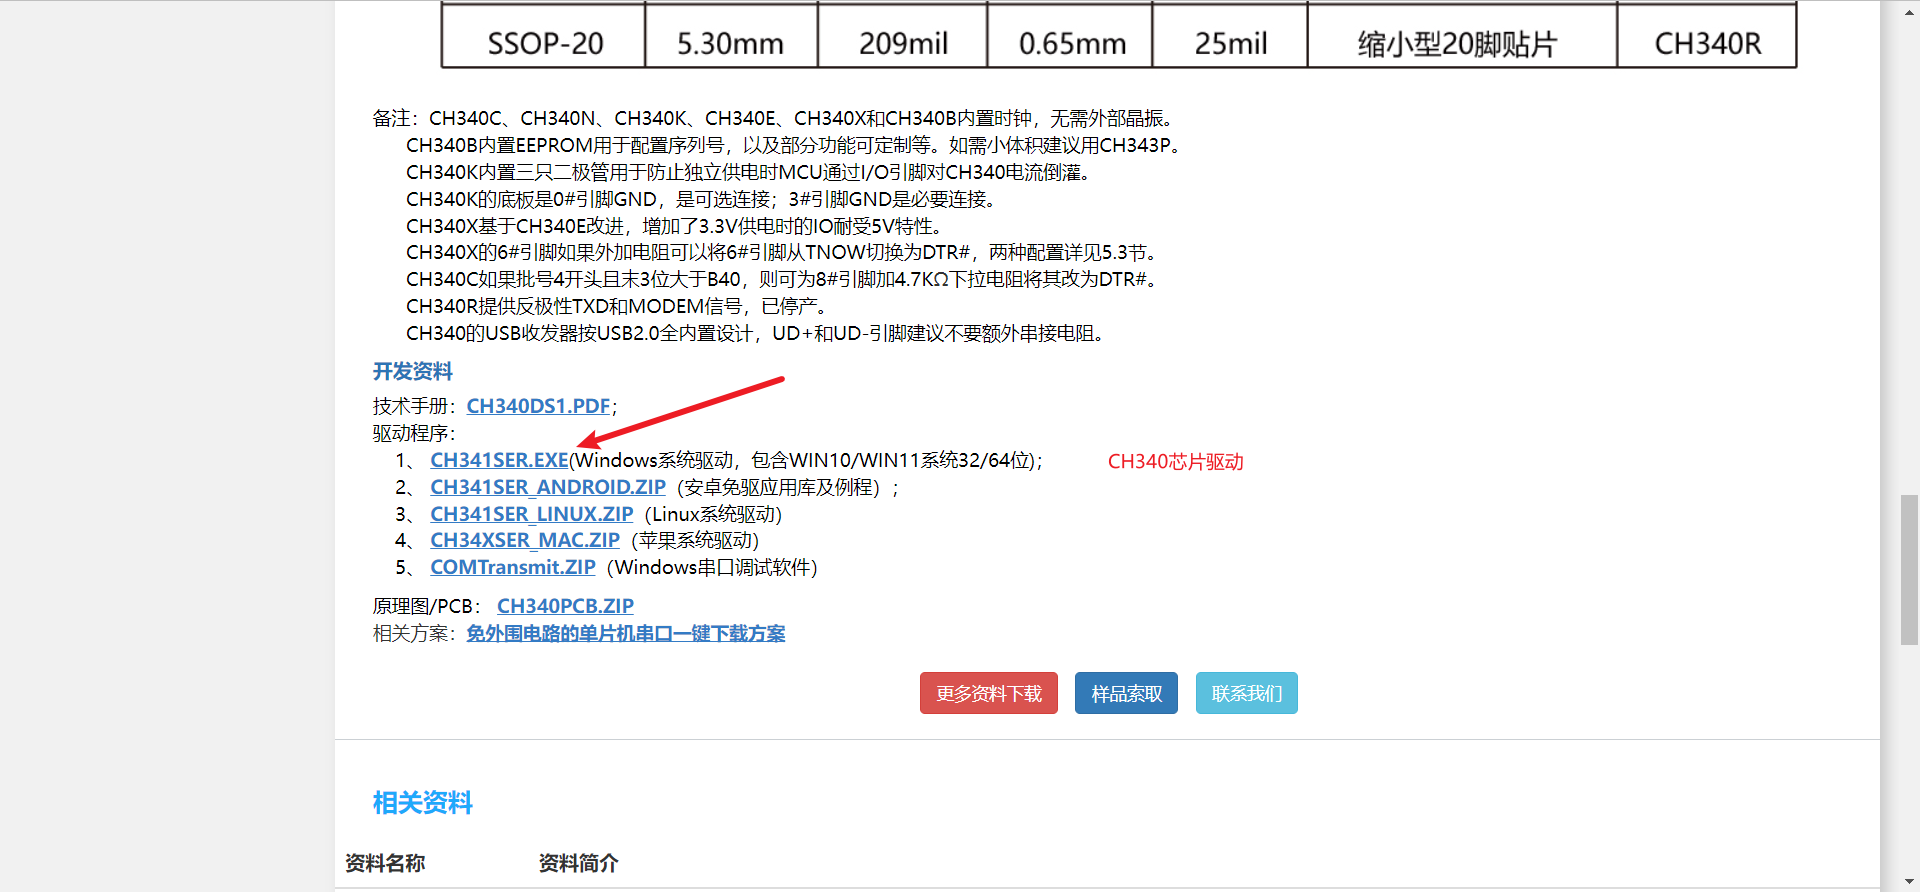 SSOP-20 5.30mm 209mil 0.65mm 25mil 缩小型20脚贴片 CH340R
备注：CH340C、CH340N、CH340K、CH340E、CH340X和CH340B内置时钟，无需外部晶振。
CH340B内置EEPROM用于配置序列号，以及部分功能可定制等。如需小体积建议用CH343P。
CH340K内置三只二极管用于防止独立供电时MCU通过I/O引脚对CH340电流倒灌。
CH340K的底板是0#引脚GND，是可选连接；3#引脚GND是必要连接。
CH340X基于CH340E改进，增加了3.3V供电时的IO耐受5V特性。
CH340X的6#引脚如果外加电阻可以将6#引脚从TNOW切换为DTR#，两种配置详见5.3节。
CH340C如果批号4开头且末3位大于B40，则可为8#引脚加4.7KΩ下拉电阻将其改为DTR#。
CH340R提供反极性TXD和MODEM信号，已停产。
CH340的USB收发器按USB2.0全内置设计，UD+和UD-引脚建议不要额外串接电阻。
开发资料
技术手册：CH340DS1.PDF；
驱动程序：
1、 CH341SER.EXE(Windows系统驱动，包含WIN10/WIN11系统32/64位)； CH340芯片驱动
2、 CH341SER_ANDROID.ZIP（安卓免驱应用库及例程）；
3、 CH341SER_LINUX.ZIP（Linux系统驱动）
4、 CH34XSER_MAC.ZIP（苹果系统驱动）
5、 COMTransmit.ZIP（Windows串口调试软件）
原理图/PCB： CH340PCB.ZIP
相关方案：免外围电路的单片机串口一键下载方案
更多资料下载 样品索取 联系我们
相关资料
资料名称 资料简介